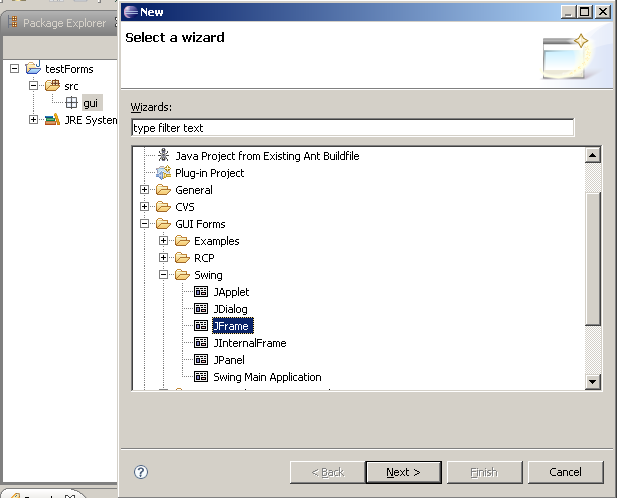 New
Package Explorer
Select a wizard
testForms
src
gui
JRE System
Wizards:
type filter text
Java Project from Existing Ant Buildfile
Plug-in Project
General
CVS
GUI Forms
Examples
RCP
Swing
JApplet
JDialog
JFrame
JInternalFrame
JPanel
Swing Main Application
? < Back Next > Finish Cancel